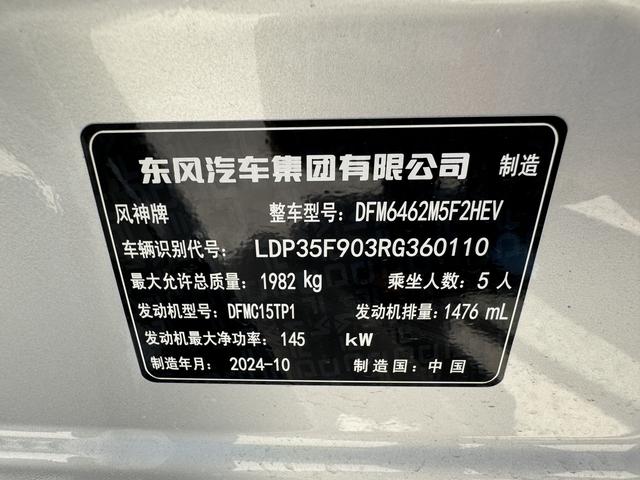 东风汽车集团有限公司 制造
风神牌 整车型号: DFM6462M5F2HEV
车辆识别代号: LDP35F903RG360110
最大允许总质量: 1982 kg 乘坐人数: 5 人
发动机型号: DFMC15TP1 发动机排量: 1476 mL
发动机最大净功率: 145 kW
制造年月: 2024-10 制造国: 中国